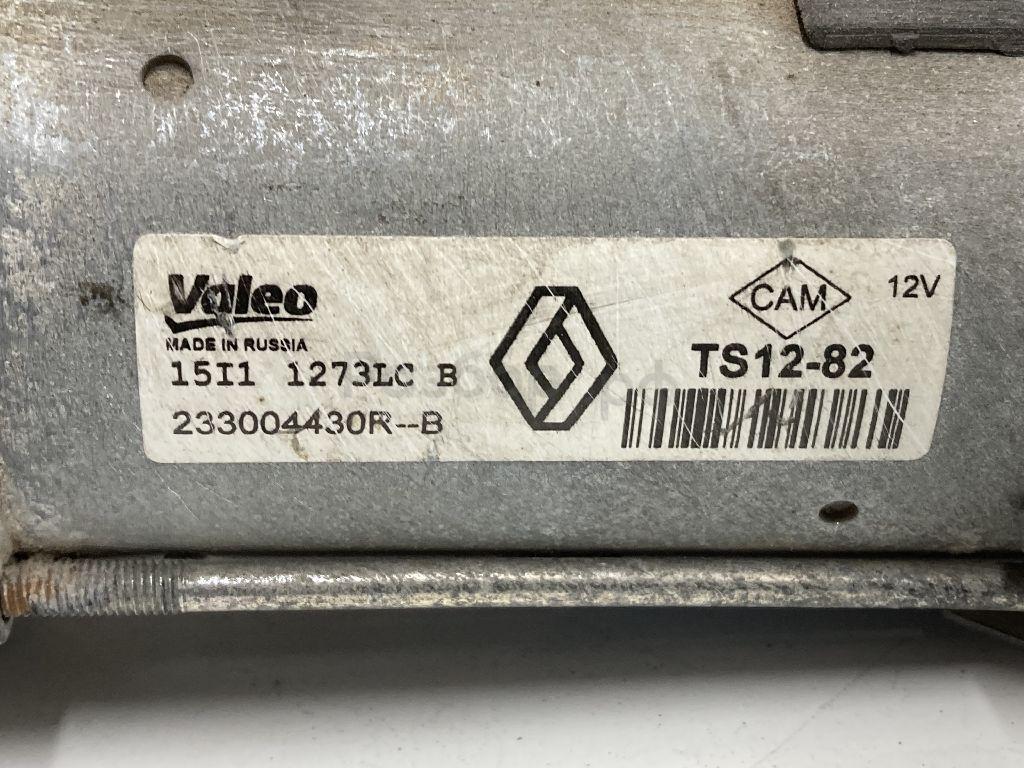 Valeo
MADE IN RUSSIA
15I1 1273LC B
233004430R--B
CAM
12V
TS12-82